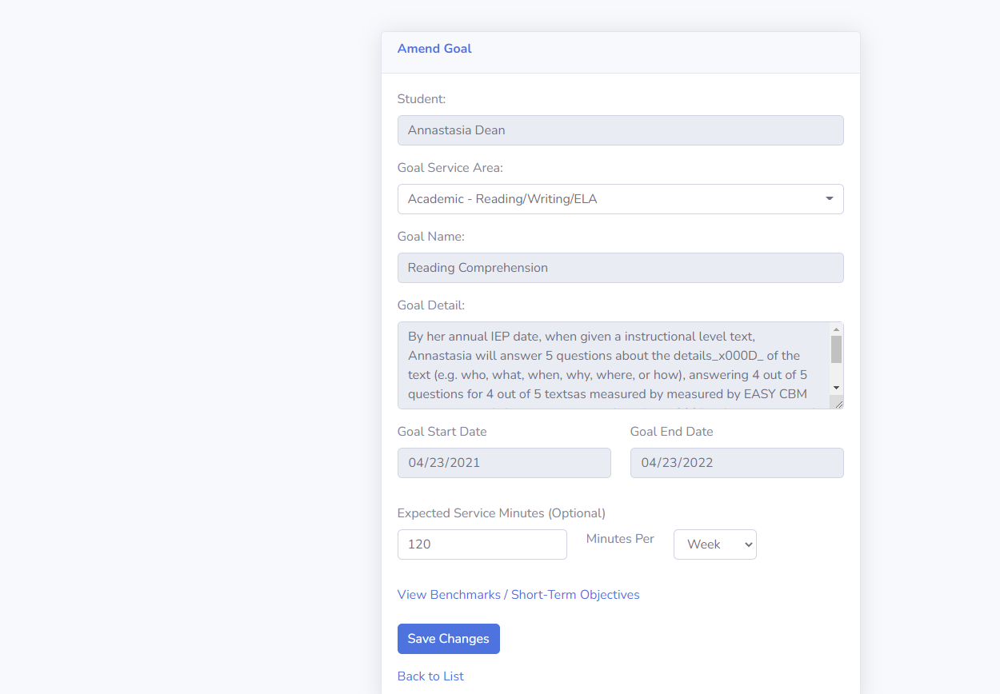 Amend Goal
Student:
Annastasia Dean
Goal Service Area:
Academic - Reading/Writing/ELA
Goal Name:
Reading Comprehension
Goal Detail:
By her annual IEP date, when given a instructional level text,
Annastasia will answer 5 questions about the details_x000D_ of the
text (e.g. who, what, when, why, where, or how), answering 4 out of 5
questions for 4 out of 5 textsas measured by measured by EASY CBM
Goal Start Date
Goal End Date
04/23/2021
04/23/2022
Expected Service Minutes (Optional)
120
Minutes Per
Week
View Benchmarks / Short-Term Objectives
Save Changes
Back to List